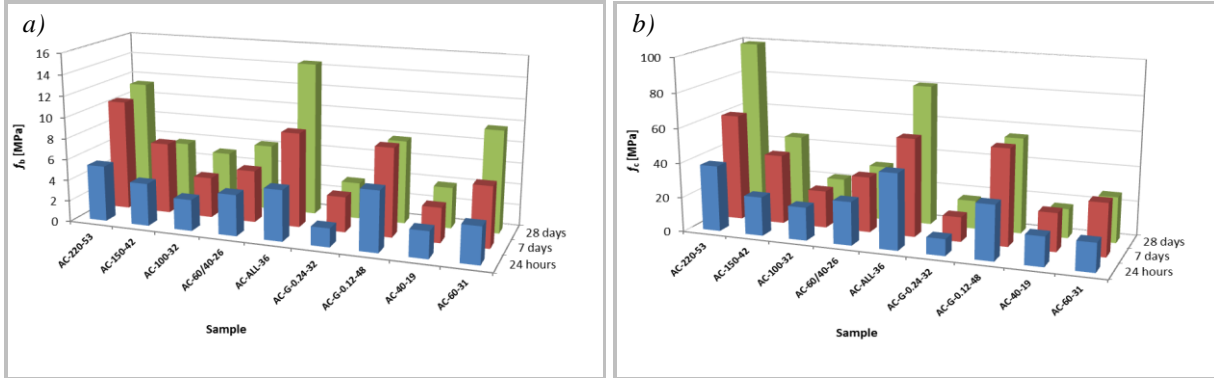 a)
16
14
12
10
8
6
4
2
0
f_b [MPa]
AC-220-53
AC-150-42
AC-100-32
AC-60/40-26
AC-ALL-36
AC-G-0.24-32
AC-G-0.12-48
AC-40-19
AC-60-31
28 days
7 days
24 hours
Sample
b)
100
80
60
40
20
0
f_c [MPa]
AC-220-53
AC-150-42
AC-100-32
AC-60/40-26
AC-ALL-36
AC-G-0.24-32
AC-G-0.12-48
AC-40-19
AC-60-31
28 days
7 days
24 hours
Sample